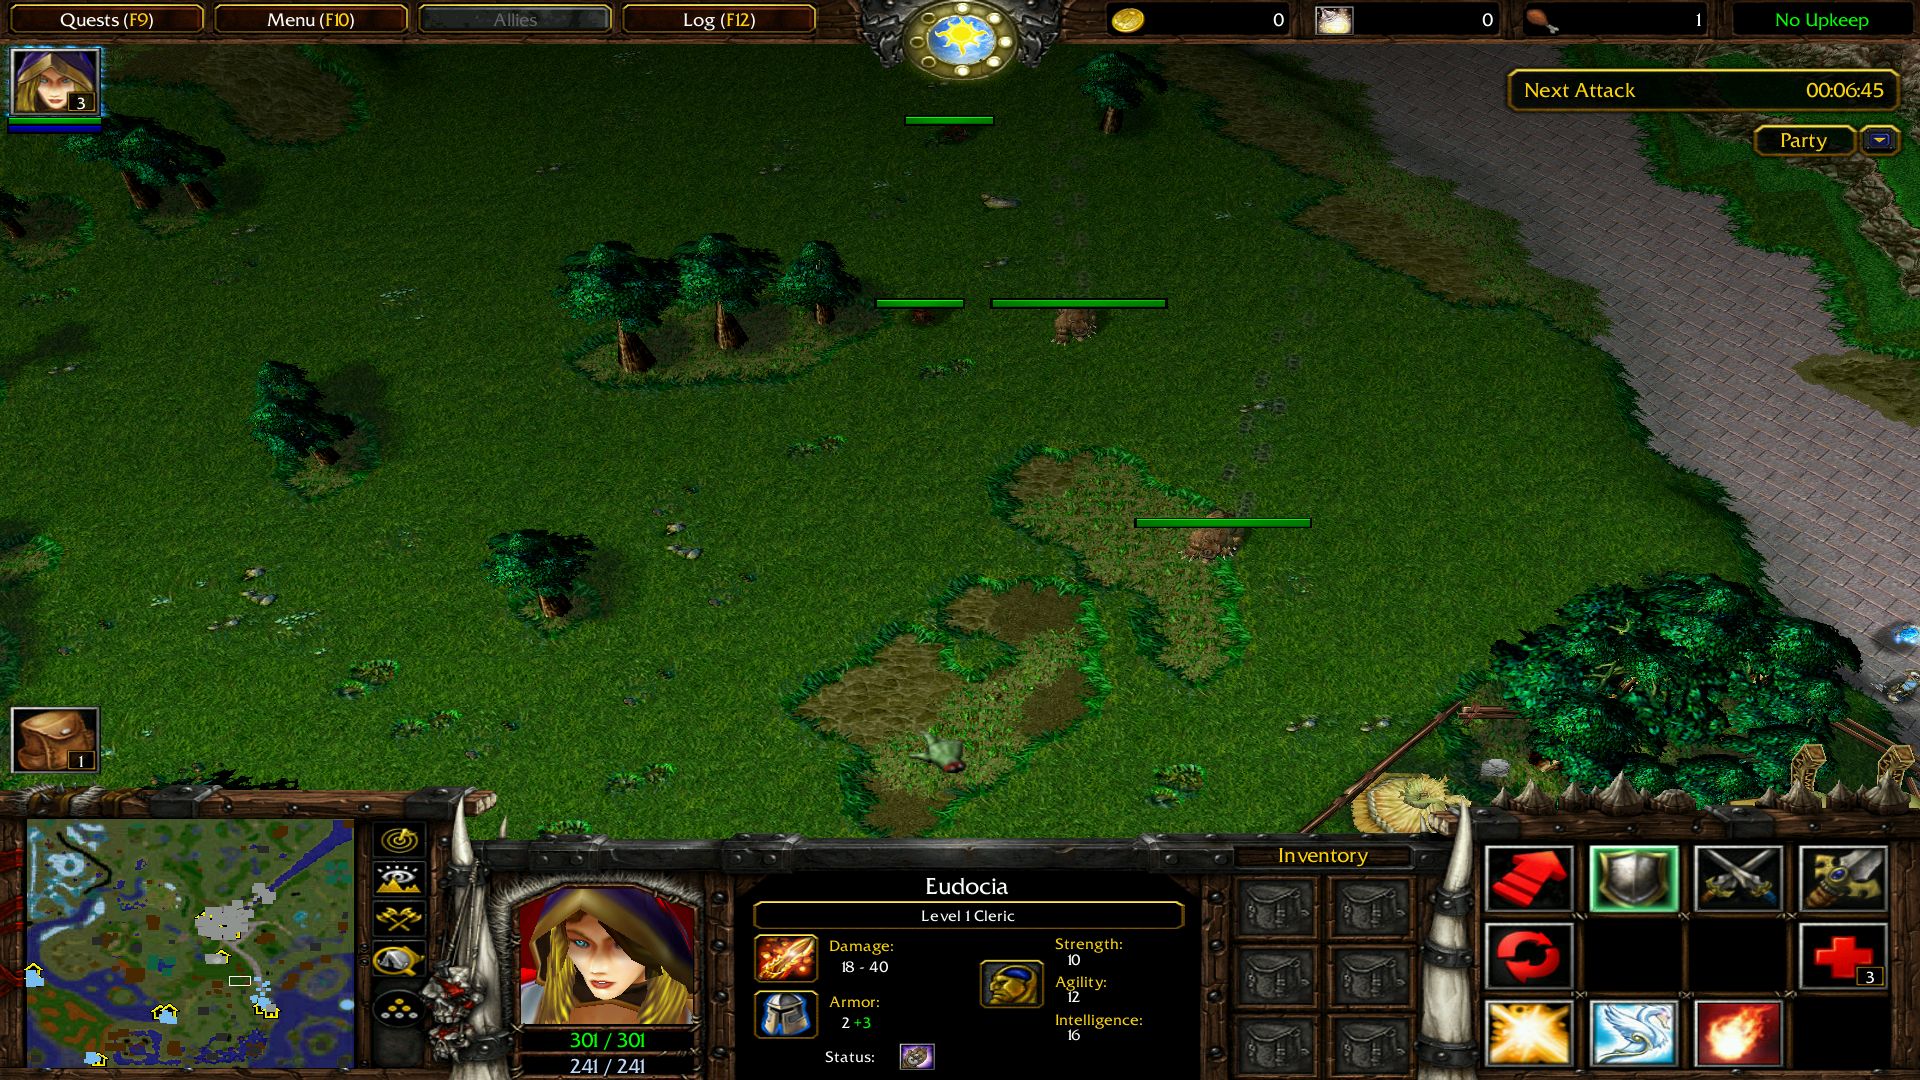 Quests (F9)
Menu (F10)
Allies
Log (F12)
0
0
1
No Upkeep
3
Next Attack 00:06:45
Party
1
Inventory
Eudocia
Level 1 Cleric
Damage:
18 - 40
Armor:
2 +3
Status:
Strength:
10
Agility:
12
Intelligence:
16
301 / 301
241 / 241
3